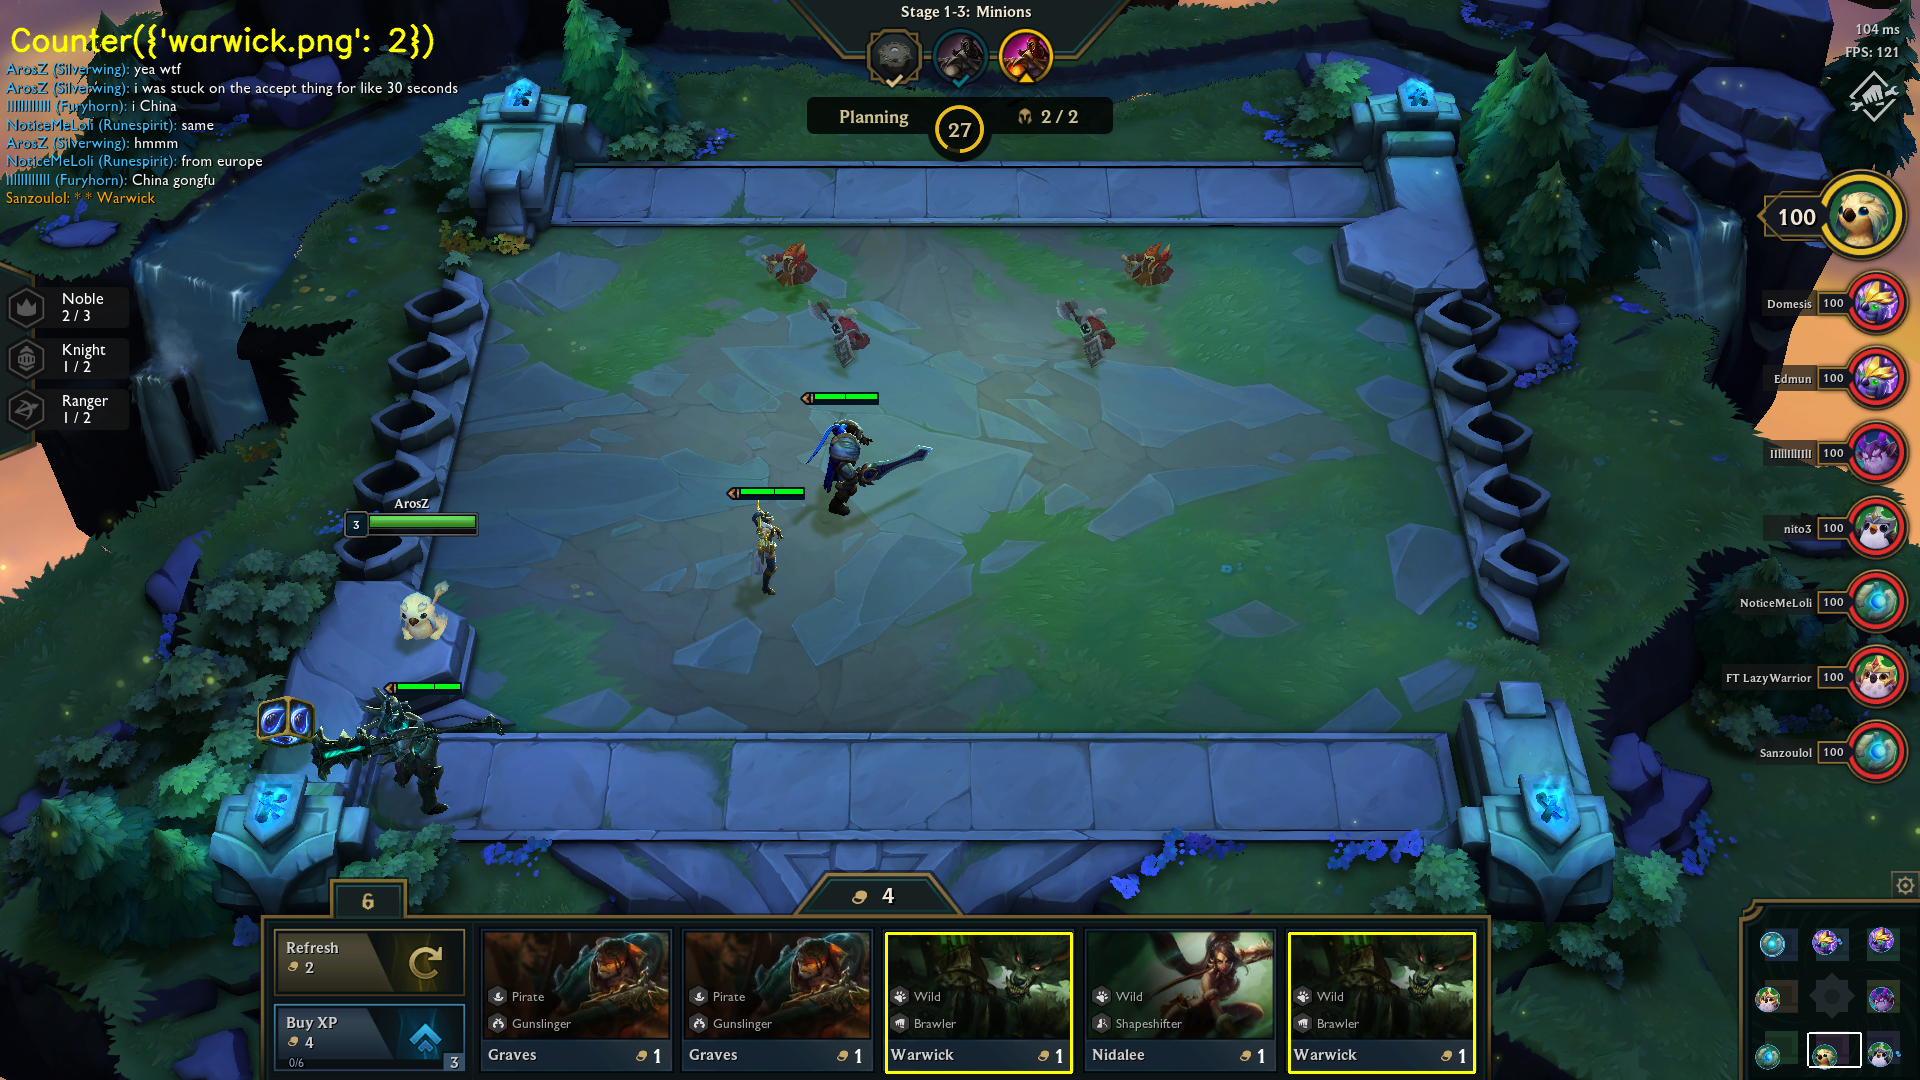 Stage 1-3: Minions
Counter({'warwick.png': 2})
104 ms
FPS: 121
ArosZ (Silverwing): yea wtf
ArosZ (Silverwing): i was stuck on the accept thing for like 30 seconds
(Furyhorn): i China
NoticeMeLoli (Runespirit): same
ArosZ (Silverwing): hmmm
NoticeMeLoli (Runespirit): from europe
(Furyhorn): China gongfu
Sanzoulol: * * Warwick
Planning
27
2 / 2
100
Noble
2 / 3
Knight
1 / 2
Ranger
1 / 2
Domesis 100
Edmun 100
100
nito3 100
NoticeMeLoli 100
FT LazyWarrior 100
Sanzoulol 100
ArosZ
3
6
4
Refresh
2
Buy XP
4
0/6
3
Pirate
Gunslinger
Graves 1
Pirate
Gunslinger
Graves 1
Wild
Brawler
Warwick 1
Wild
Shapeshifter
Nidalee 1
Wild
Brawler
Warwick 1